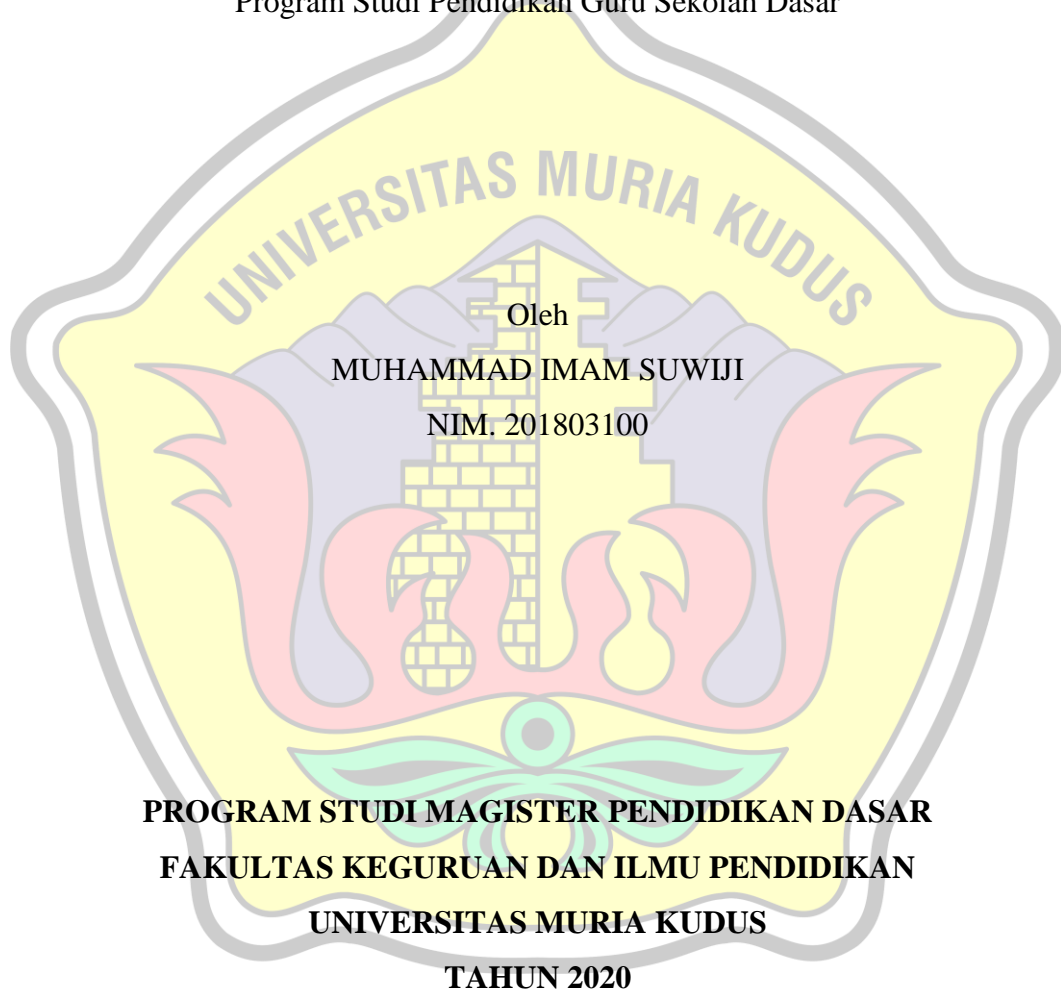 Program Studi Pendidikan Guru Sekolah Dasar
UNIVERSITAS MURIA KUDUS
Oleh
MUHAMMAD IMAM SUWIJI
NIM. 201803100
PROGRAM STUDI MAGISTER PENDIDIKAN DASAR
FAKULTAS KEGURUAN DAN ILMU PENDIDIKAN
UNIVERSITAS MURIA KUDUS
TAHUN 2020